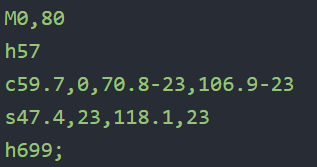 M0,80
h57
c59.7,0,70.8-23,106.9-23
s47.4,23,118.1,23
h699;